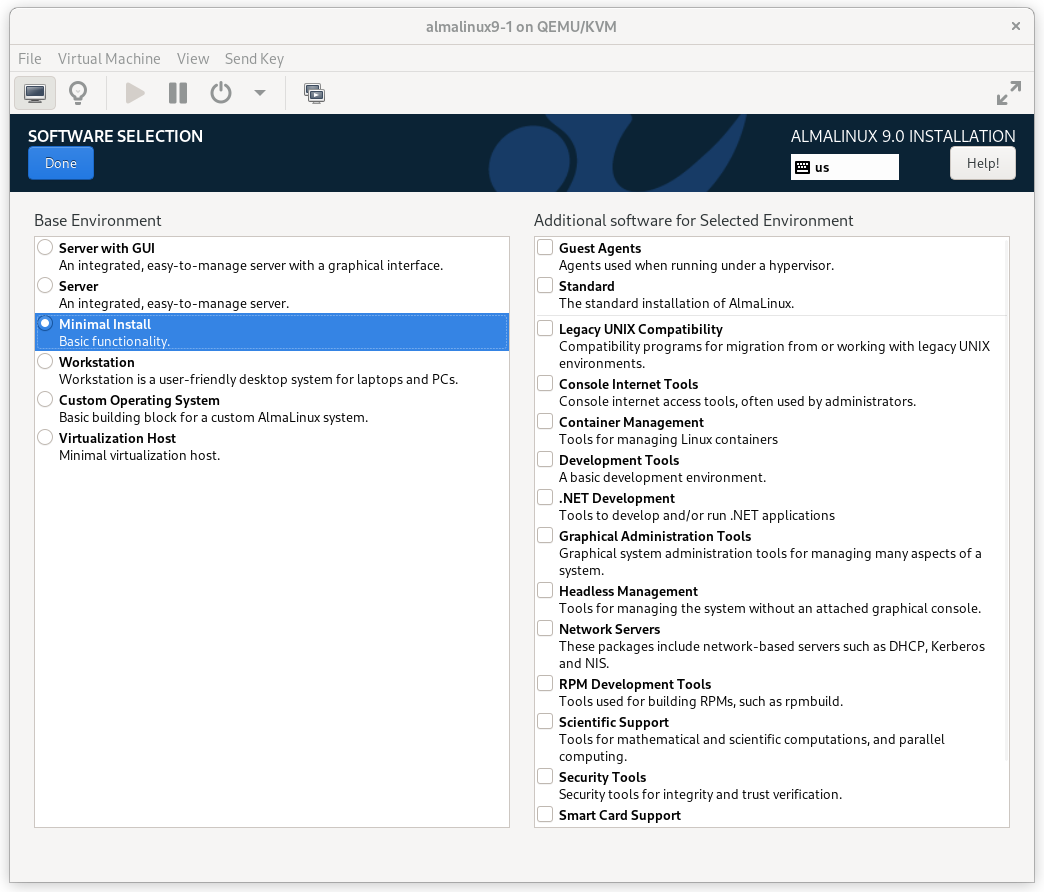 almalinux9-1 on QEMU/KVM
File Virtual Machine View Send Key
SOFTWARE SELECTION
Done
ALMALINUX 9.0 INSTALLATION
us
Help!
Base Environment
Server with GUI
An integrated, easy-to-manage server with a graphical interface.
Server
An integrated, easy-to-manage server.
Minimal Install
Basic functionality.
Workstation
Workstation is a user-friendly desktop system for laptops and PCs.
Custom Operating System
Basic building block for a custom AlmaLinux system.
Virtualization Host
Minimal virtualization host.
Additional software for Selected Environment
Guest Agents
Agents used when running under a hypervisor.
Standard
The standard installation of AlmaLinux.
Legacy UNIX Compatibility
Compatibility programs for migration from or working with legacy UNIX
environments.
Console Internet Tools
Console internet access tools, often used by administrators.
Container Management
Tools for managing Linux containers
Development Tools
A basic development environment.
.NET Development
Tools to develop and/or run .NET applications
Graphical Administration Tools
Graphical system administration tools for managing many aspects of a
system.
Headless Management
Tools for managing the system without an attached graphical console.
Network Servers
These packages include network-based servers such as DHCP, Kerberos
and NIS.
RPM Development Tools
Tools used for building RPMs, such as rpmbuild.
Scientific Support
Tools for mathematical and scientific computations, and parallel
computing.
Security Tools
Security tools for integrity and trust verification.
Smart Card Support